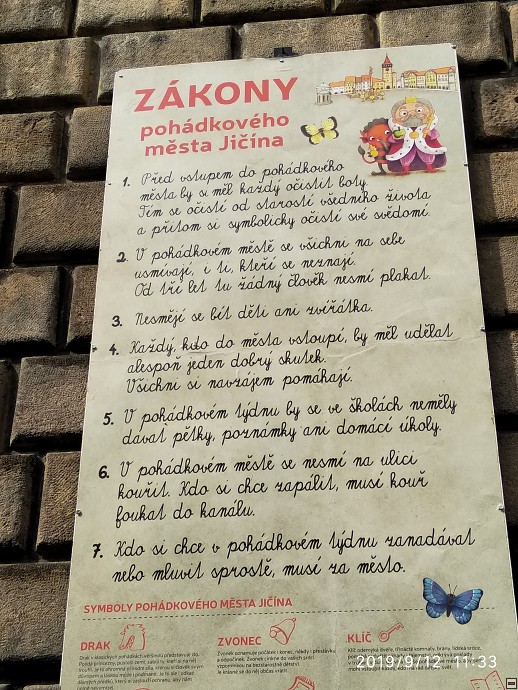 ZÁKONY
pohádkového
města Jičína
1. Před vstupem do pohádkového
města by si měl každý očistit boty.
Tím se očistí od starostí všedního života
a přitom si symbolicky očistí své svědomí.
2. V pohádkovém městě se všichni na sebe
usmívají, i ti, kteří se neznají.
Od tří let tu žádný člověk nesmí plakat.
3. Nesmějí se bít děti ani zvířátka.
4. Každý, kdo do města vstoupí, by měl udělat
alespoň jeden dobrý skutek.
Všichni si navzájem pomáhají.
5. V pohádkovém týdnu by se ve školách neměly
dávat pětky, poznámky ani domácí úkoly.
6. V pohádkovém městě se nesmí na ulici
kouřit. Kdo si chce zapálit, musí kouř
foukat do kanálu.
7. Kdo si chce v pohádkovém týdnu zanadávat
nebo mluvit sprostě, musí za město.
SYMBOLY POHÁDKOVÉHO MĚSTA JIČÍNA
DRAK
ZVONEC
KLÍČ
2019/9/12 11:33